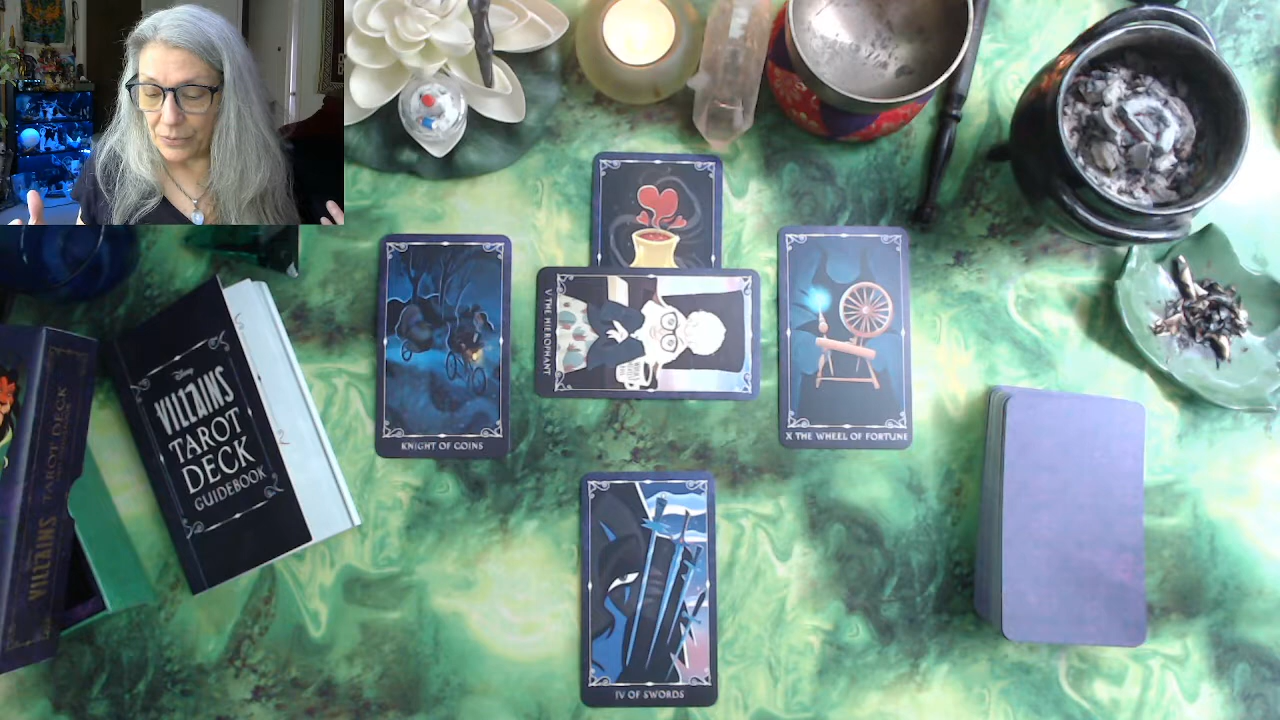 V THE HIEROPHANT
KNIGHT OF COINS
X THE WHEEL OF FORTUNE
IV OF SWORDS
Disney
VILLAINS
TAROT
DECK
GUIDEBOOK
VILLAINS TAROT DECK